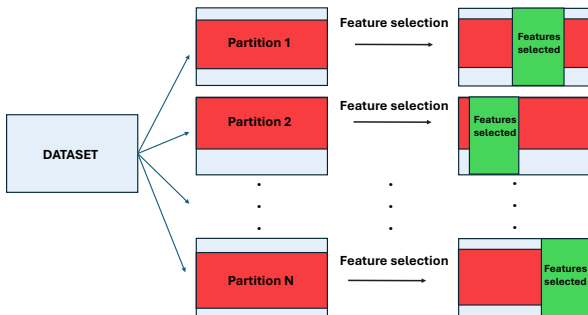 Partition 1
Feature selection
Features
selected
DATASET
Partition 2
Feature selection
Features
selected
Partition N
Feature selection
Features
selected